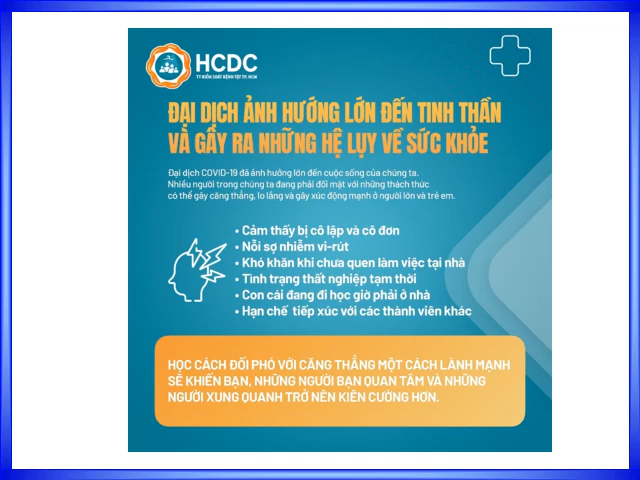 HCDC
TT KIỂM SOÁT BỆNH TẬT TP. HCM
ĐẠI DỊCH ẢNH HƯỚNG LỚN ĐẾN TINH THẦN
VÀ GÂY RA NHỮNG HỆ LỤY VỀ SỨC KHỎE
Đại dịch COVID-19 đã ảnh hưởng lớn đến cuộc sống của chúng ta.
Nhiều người trong chúng ta đang phải đối mặt với những thách thức
có thể gây căng thẳng, lo lắng và gây xúc động mạnh ở người lớn và trẻ em.
• Cảm thấy bị cô lập và cô đơn
• Nỗi sợ nhiễm vi-rút
• Khó khăn khi chưa quen làm việc tại nhà
• Tình trạng thất nghiệp tạm thời
• Con cái đang đi học giờ phải ở nhà
• Hạn chế tiếp xúc với các thành viên khác
HỌC CÁCH ĐỐI PHÓ VỚI CĂNG THẲNG MỘT CÁCH LÀNH MẠNH
SẼ KHIẾN BẠN, NHỮNG NGƯỜI BẠN QUAN TÂM VÀ NHỮNG
NGƯỜI XUNG QUANH TRỞ NÊN KIÊN CƯỜNG HƠN.